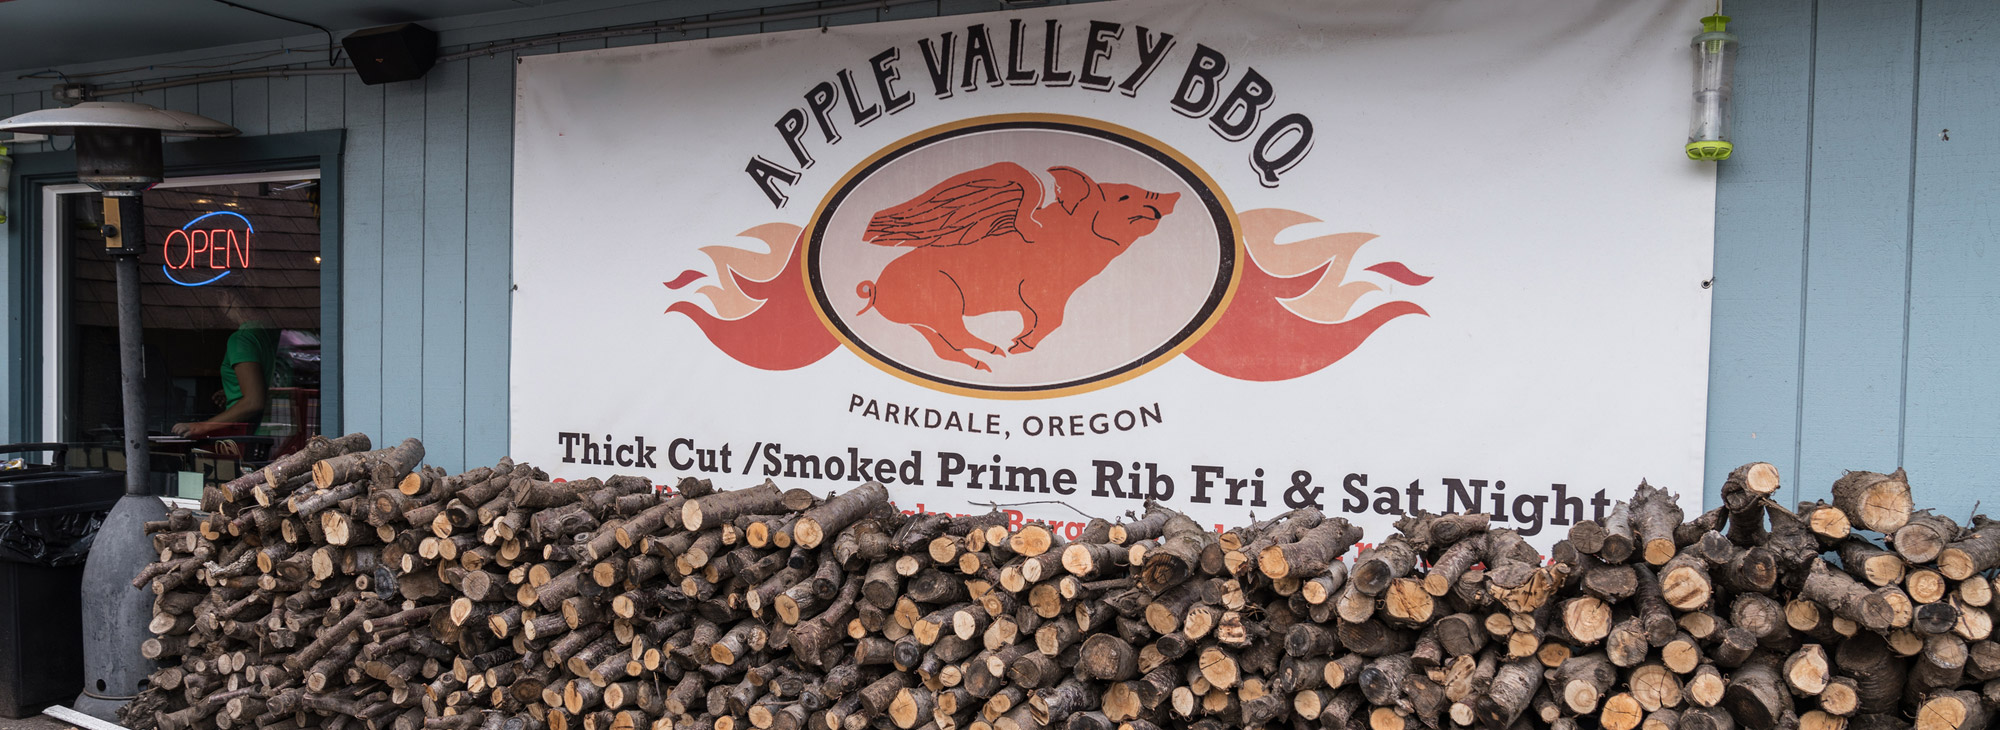 OPEN
APPLE VALLEY BBQ
PARKDALE, OREGON
Thick Cut /Smoked Prime Rib Fri & Sat Night